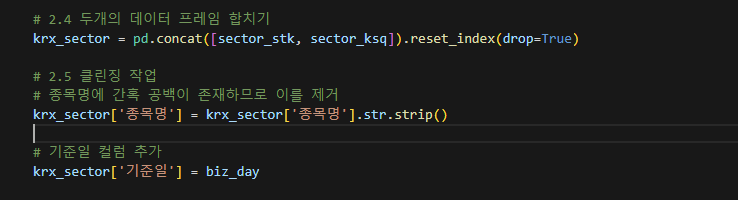 # 2.4 두개의 데이터 프레임 합치기
krx_sector = pd.concat([sector_stk, sector_ksq]).reset_index(drop=True)
# 2.5 클린징 작업
# 종목명에 간혹 공백이 존재하므로 이를 제거
krx_sector['종목명'] = krx_sector['종목명'].str.strip()
# 기준일 컬럼 추가
krx_sector['기준일'] = biz_day